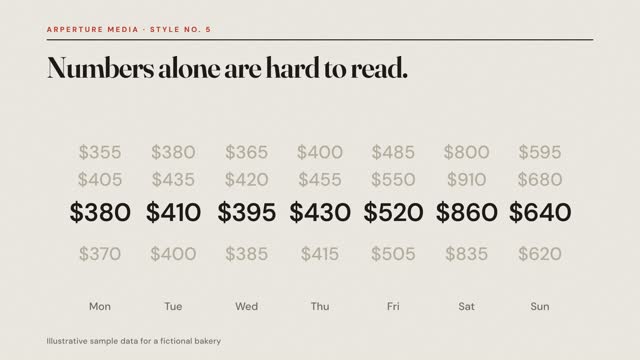 ARPERTURE MEDIA · STYLE NO. 5
Numbers alone are hard to read.
$355 $380 $365 $400 $485 $800 $595
$405 $435 $420 $455 $550 $910 $680
$380 $410 $395 $430 $520 $860 $640
$370 $400 $385 $415 $505 $835 $620
Mon Tue Wed Thu Fri Sat Sun
Illustrative sample data for a fictional bakery